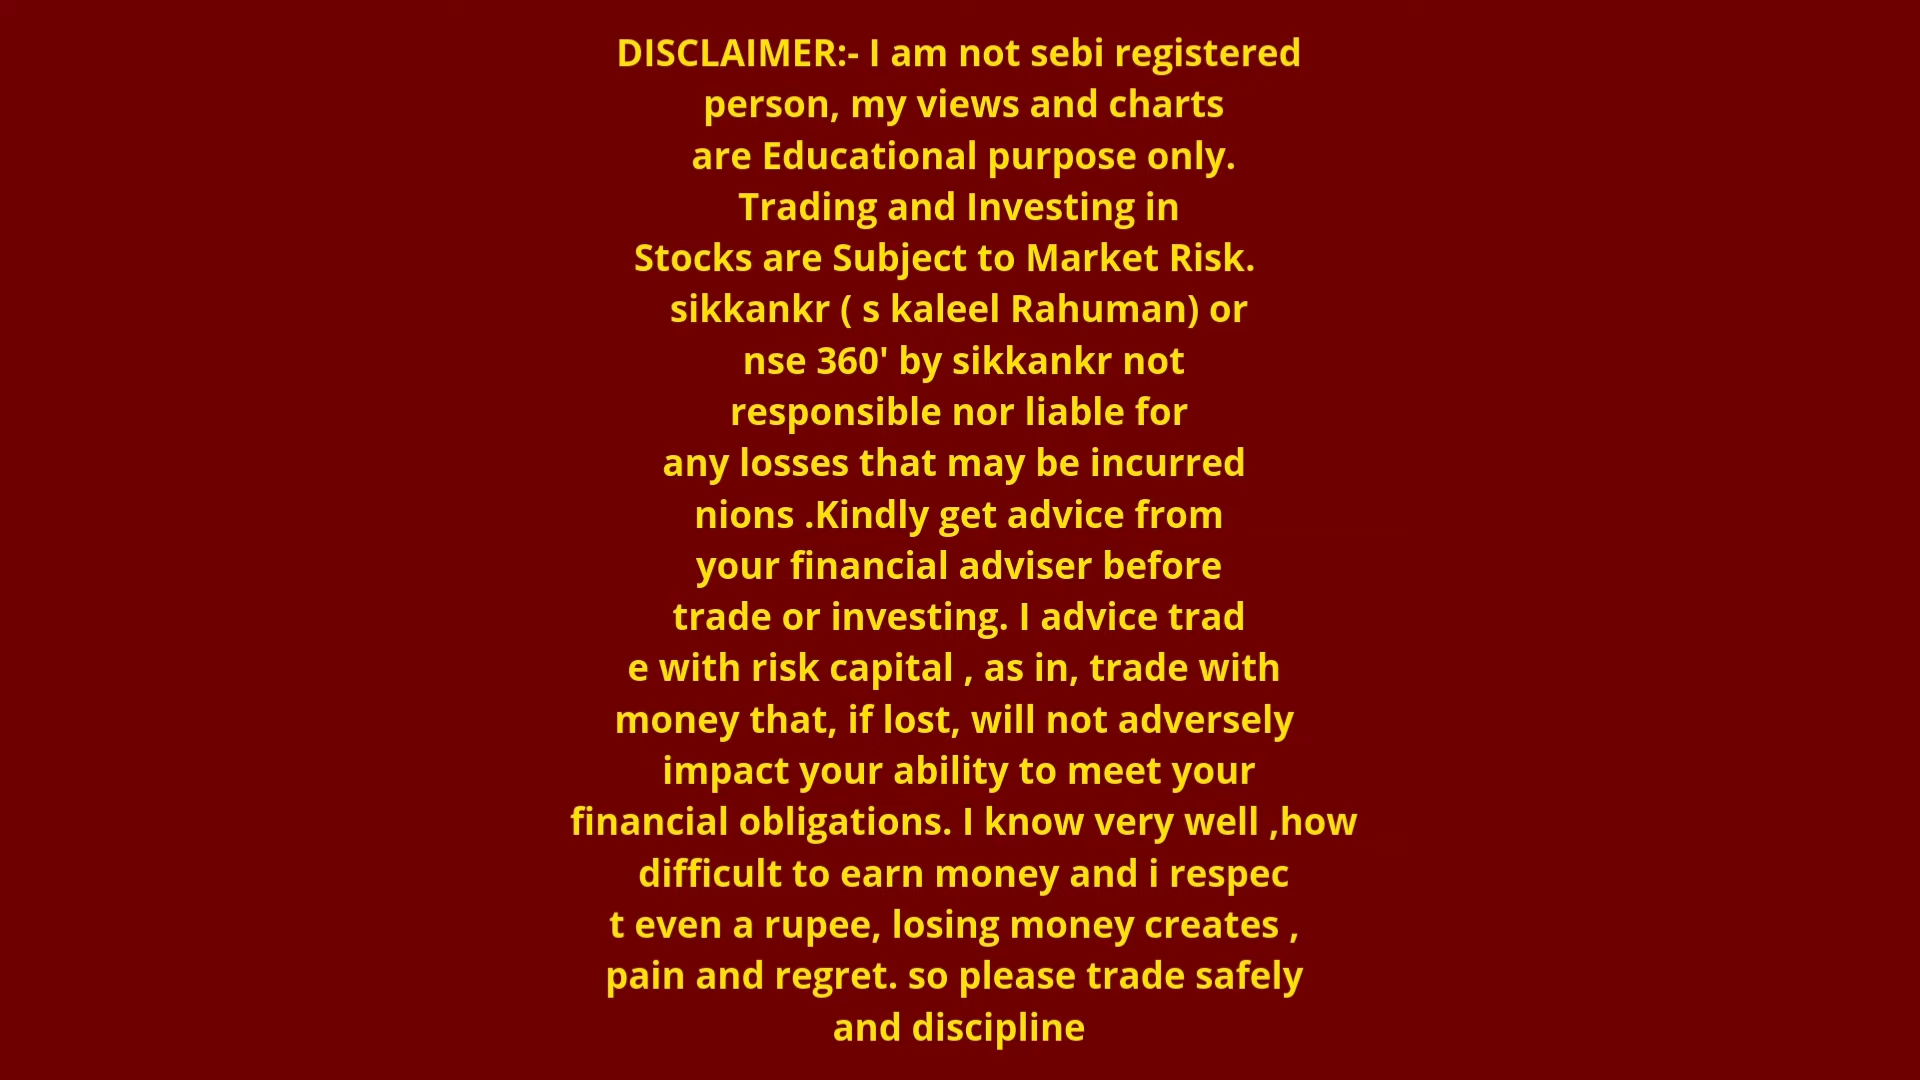 DISCLAIMER:- I am not sebi registered
person, my views and charts
are Educational purpose only.
Trading and Investing in
Stocks are Subject to Market Risk.
sikkankr ( s kaleel Rahuman) or
nse 360' by sikkankr not
responsible nor liable for
any losses that may be incurred
nions .Kindly get advice from
your financial adviser before
trade or investing. I advice trad
e with risk capital , as in, trade with
money that, if lost, will not adversely
impact your ability to meet your
financial obligations. I know very well ,how
difficult to earn money and i respec
t even a rupee, losing money creates ,
pain and regret. so please trade safely
and discipline